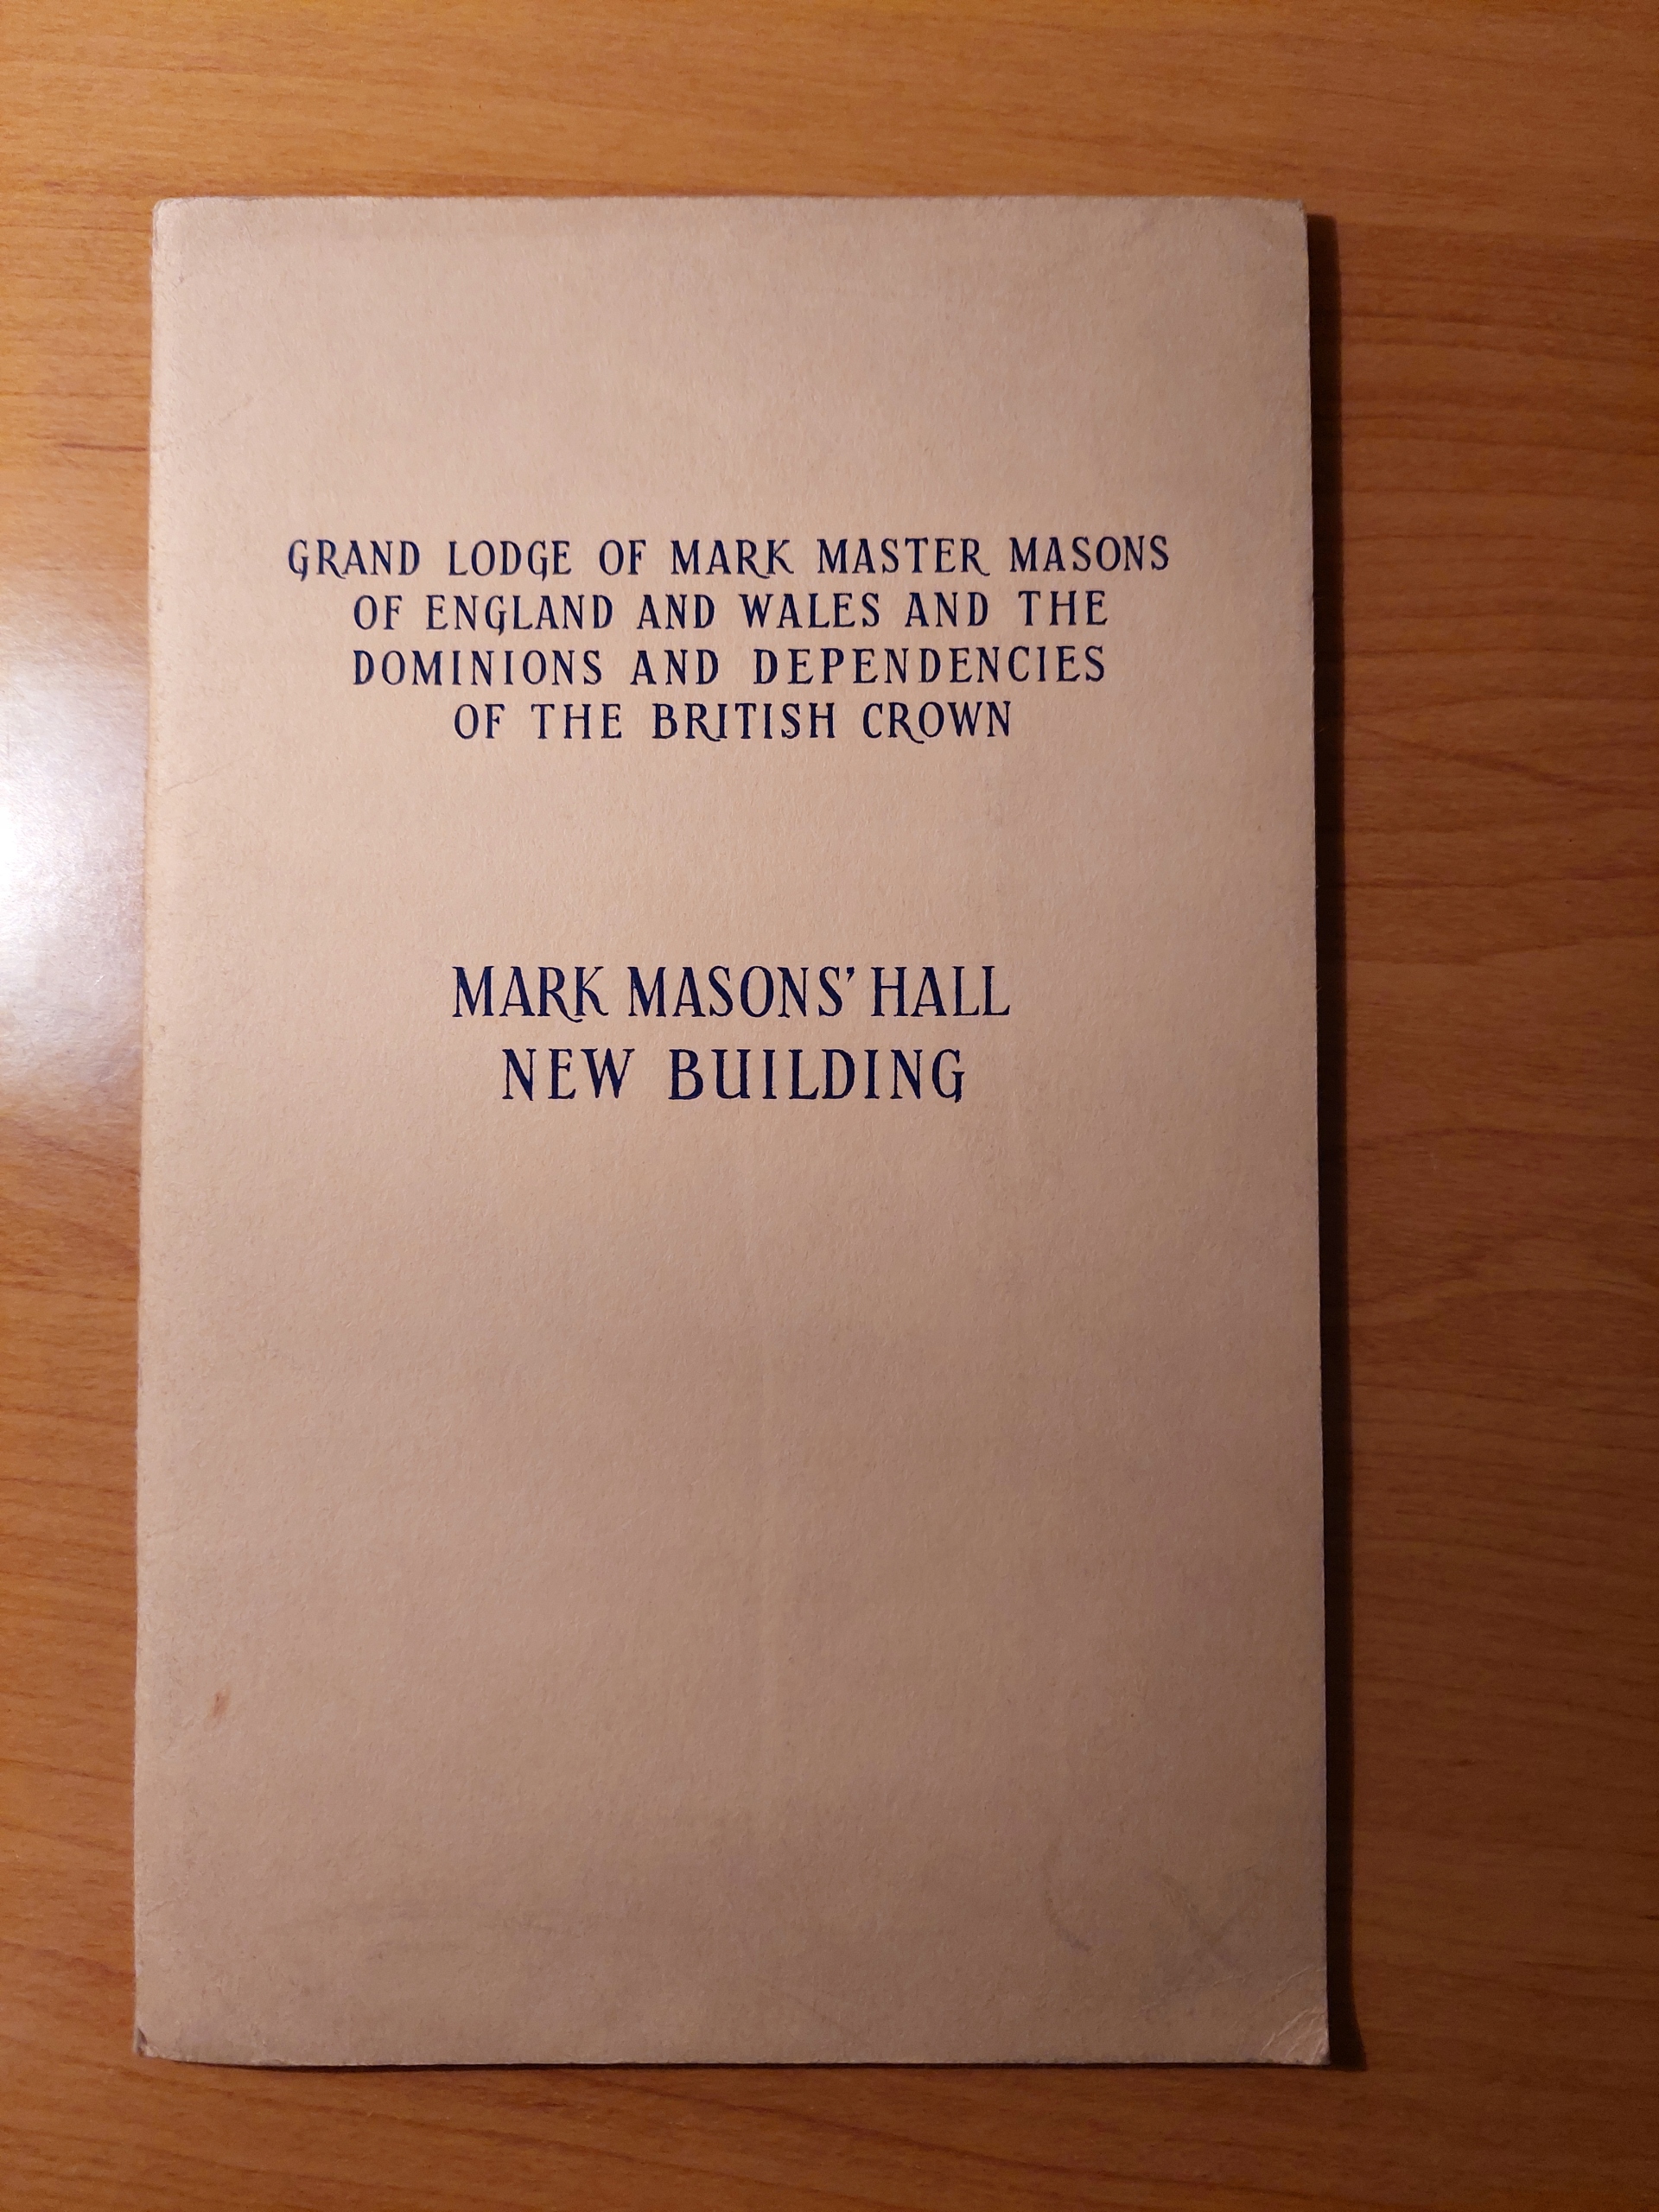 GRAND LODGE OF MARK MASTER MASONS
OF ENGLAND AND WALES AND THE
DOMINIONS AND DEPENDENCIES
OF THE BRITISH CROWN
MARK MASONS' HALL
NEW BUILDING